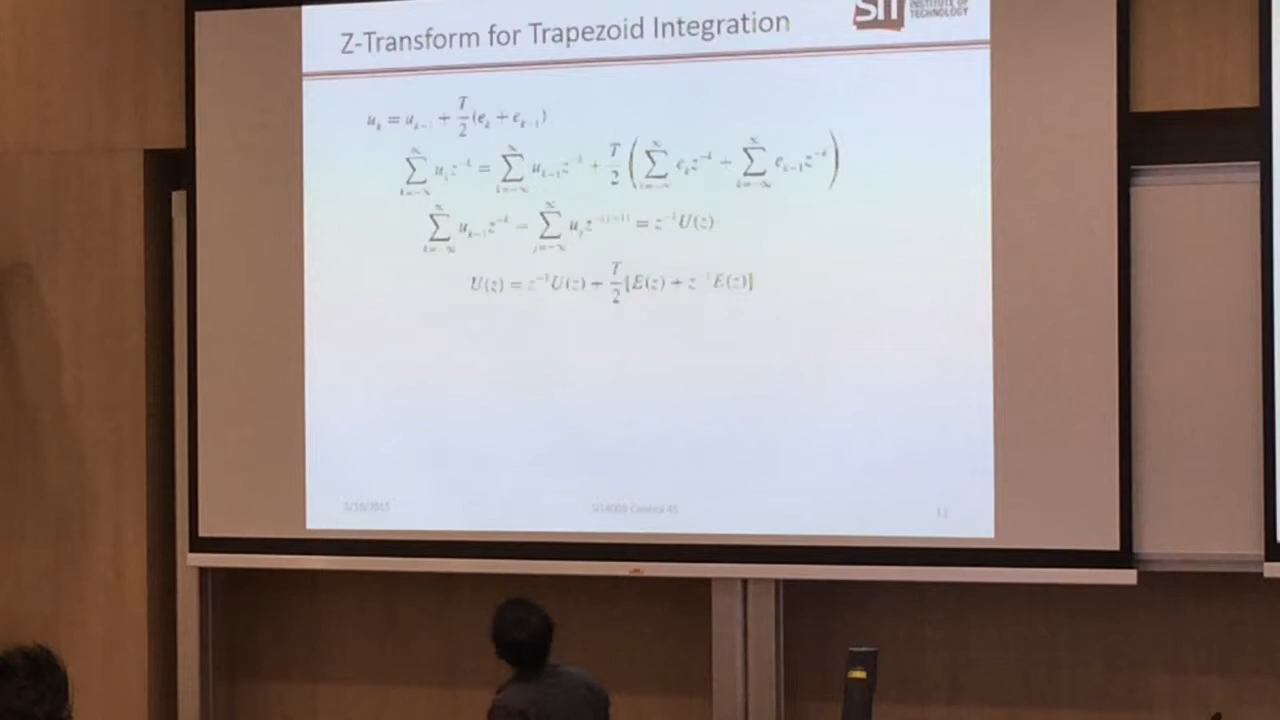 Z-Transform for Trapezoid Integration
SIT INSTITUTE OF TECHNOLOGY
u_k = u_{k-1} + T/2 (e_k + e_{k-1})
∑_{k=-∞}^{∞} u_k z^{-k} = ∑_{k=-∞}^{∞} u_{k-1} z^{-k} + T/2 ( ∑_{k=-∞}^{∞} e_k z^{-k} + ∑_{k=-∞}^{∞} e_{k-1} z^{-k} )
∑_{k=-∞}^{∞} u_{k-1} z^{-k} = ∑_{j=-∞}^{∞} u_j z^{-(j+1)} = z^{-1} U(z)
U(z) = z^{-1} U(z) + T/2 [E(z) + z^{-1} E(z)]
Control